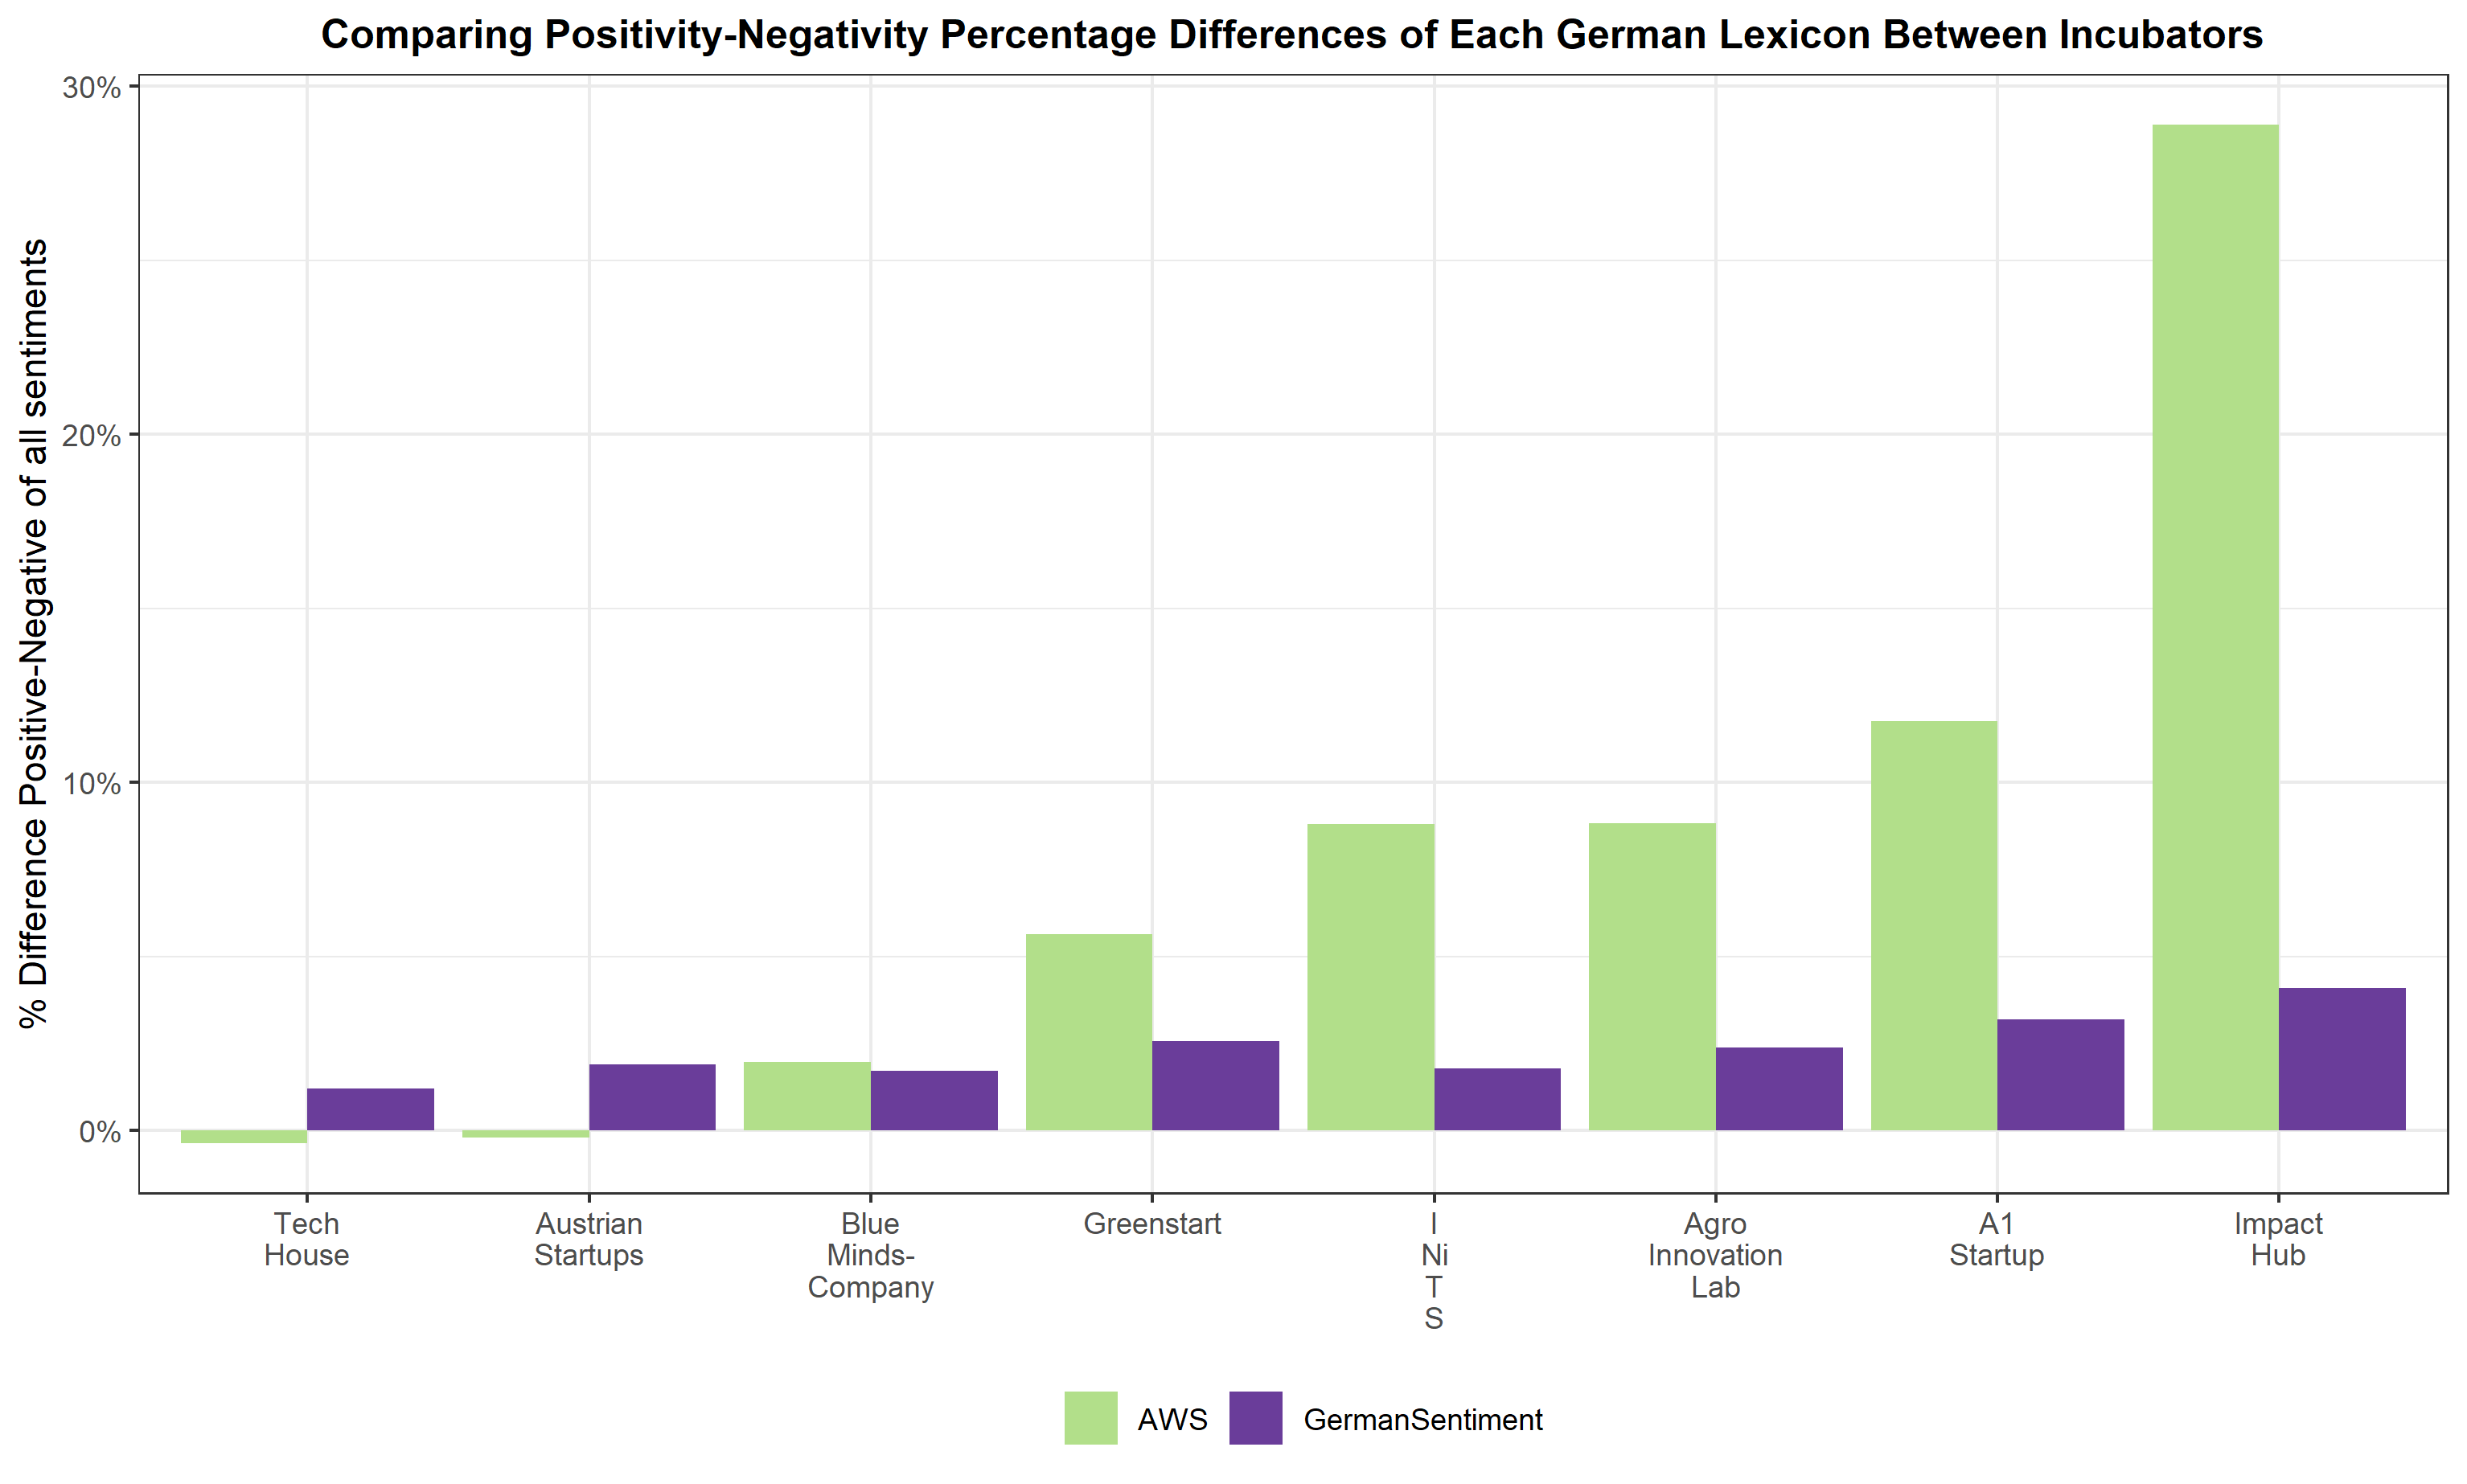 Comparing Positivity-Negativity Percentage Differences of Each German Lexicon Between Incubators
% Difference Positive-Negative of all sentiments
30%
20%
10%
0%
Tech
House
Austrian
Startups
Blue
Minds-
Company
Greenstart
I
Ni
T
S
Agro
Innovation
Lab
A1
Startup
Impact
Hub
AWS
GermanSentiment